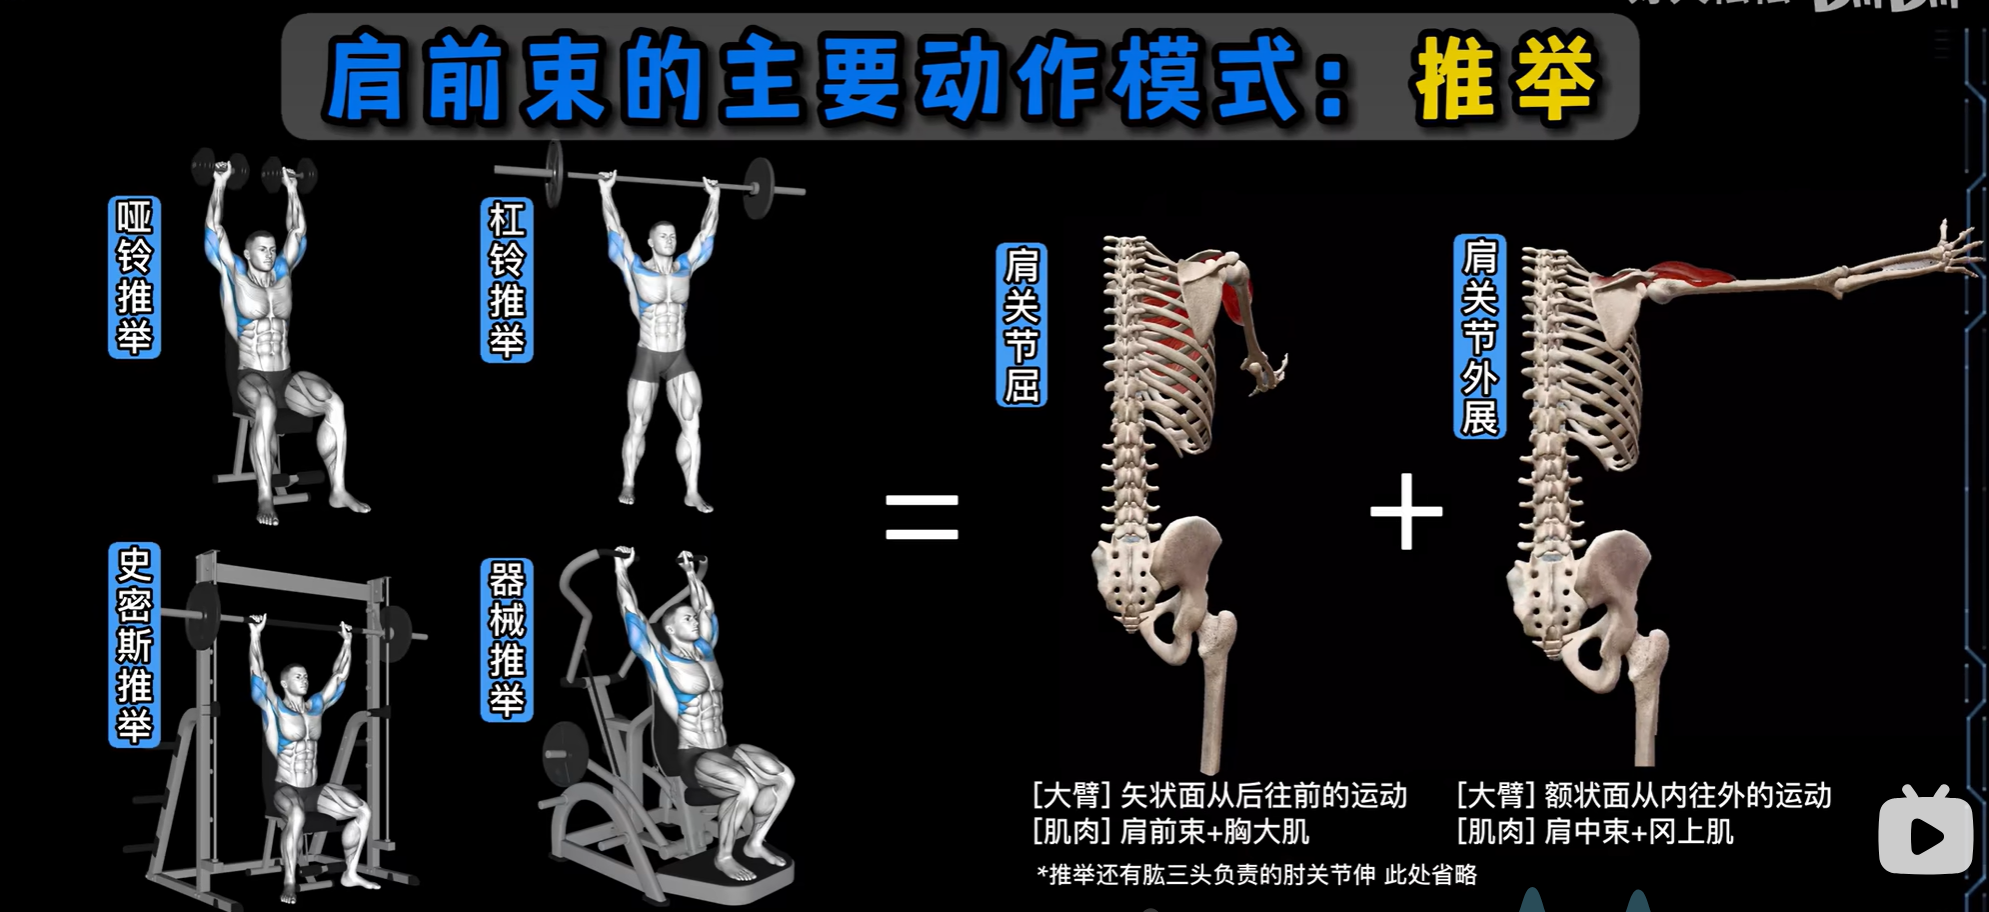 肩前束的主要动作模式：推举
哑铃推举
杠铃推举
史密斯推举
器械推举
=
肩关节屈
+
肩关节外展
[大臂] 矢状面从后往前的运动
[肌肉] 肩前束+胸大肌
[大臂] 额状面从内往外的运动
[肌肉] 肩中束+冈上肌
*推举还有肱三头负责的肘关节伸 此处省略